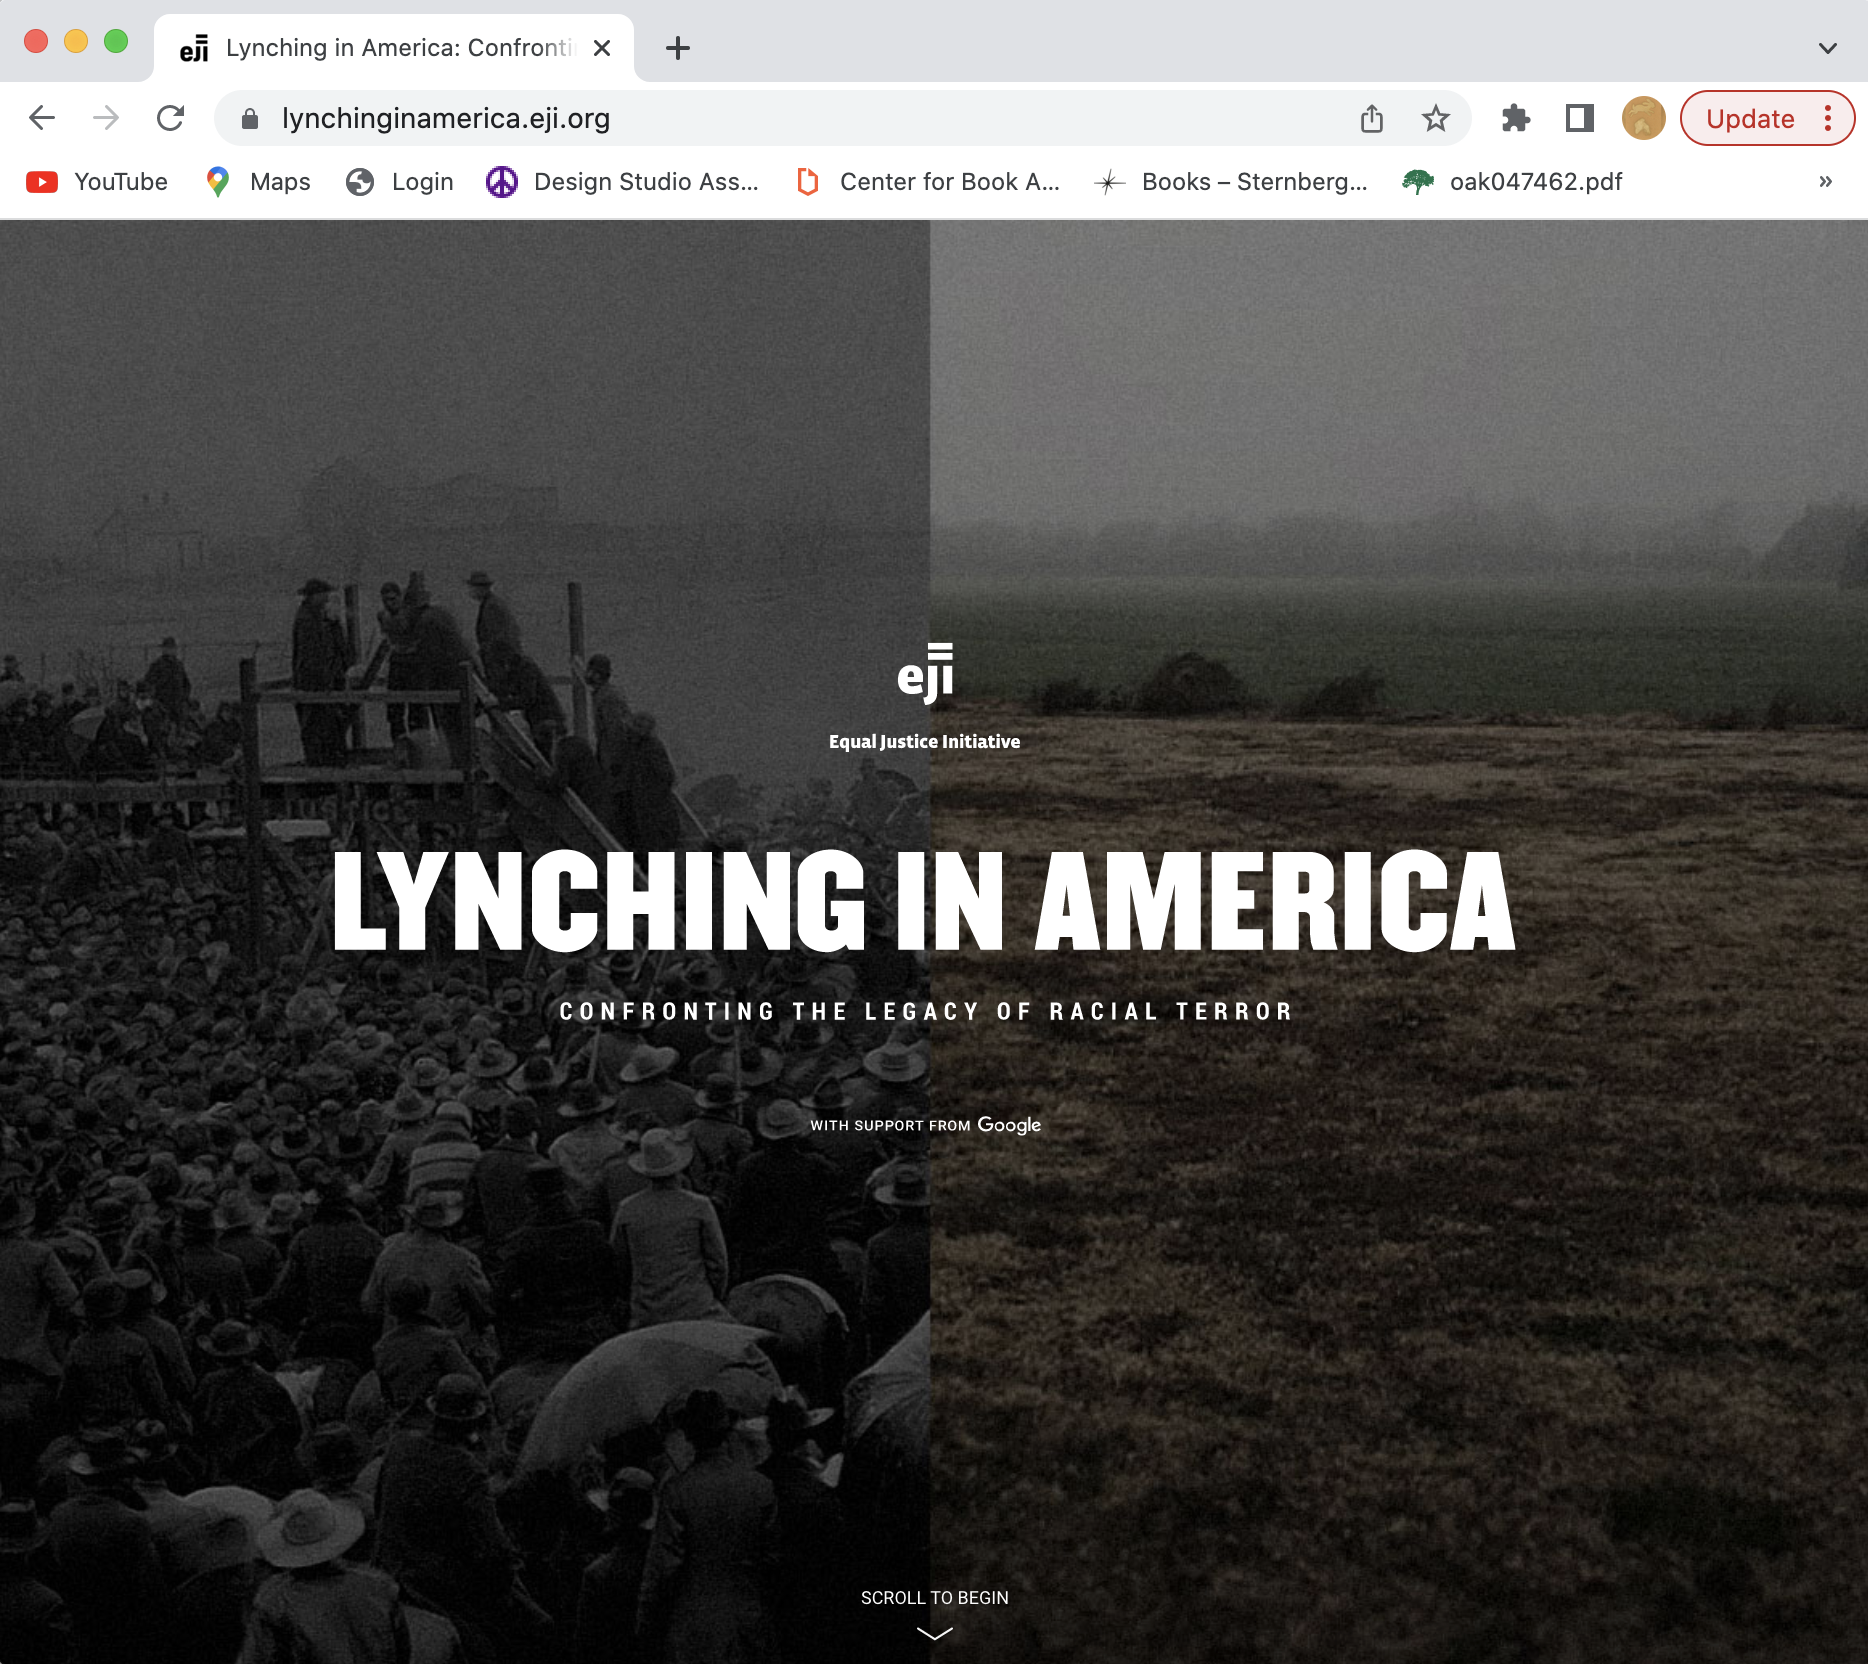 eji Lynching in America: Confronti
lynchinginamerica.eji.org
Update
YouTube Maps Login Design Studio Ass... Center for Book A... Books – Sternberg... oak047462.pdf »
eji
Equal Justice Initiative
LYNCHING IN AMERICA
CONFRONTING THE LEGACY OF RACIAL TERROR
WITH SUPPORT FROM Google
SCROLL TO BEGIN